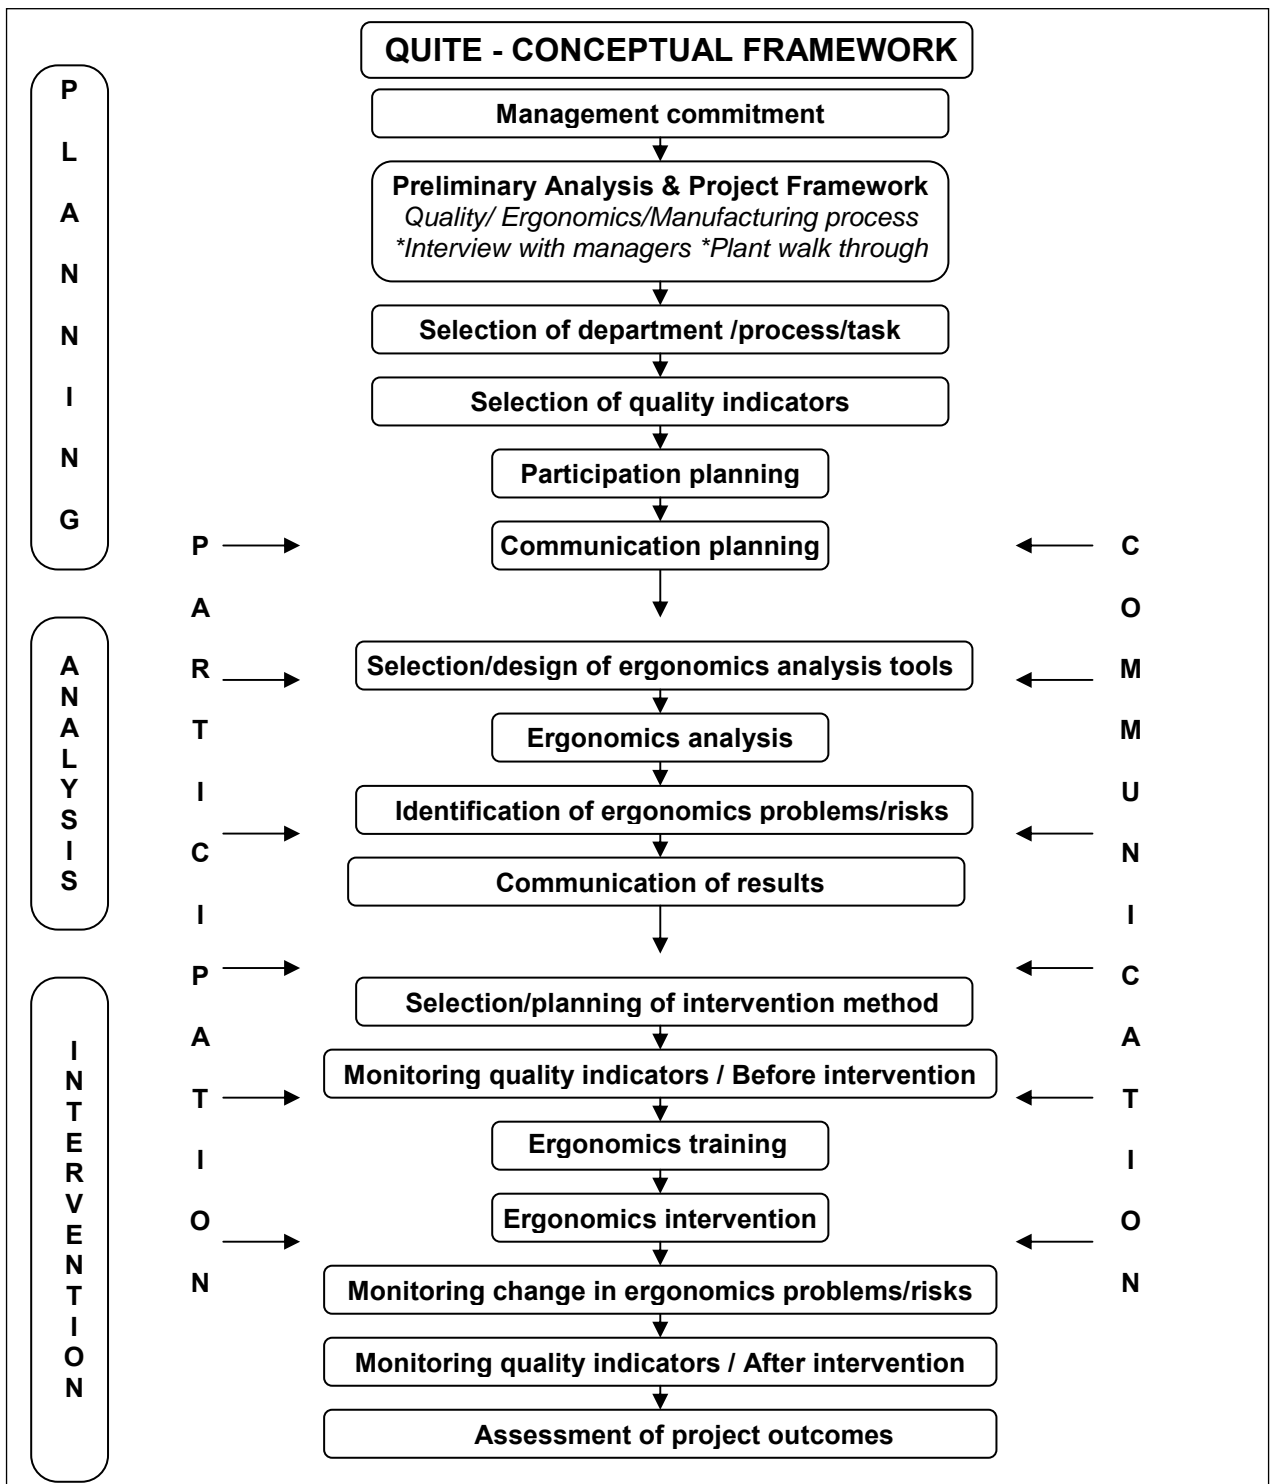 QUITE - CONCEPTUAL FRAMEWORK
PLANNING
Management commitment
Preliminary Analysis & Project Framework
Quality/ Ergonomics/Manufacturing process
*Interview with managers *Plant walk through
Selection of department /process/task
Selection of quality indicators
Participation planning
Communication planning
PARTICIPATION
COMMUNICATION
ANALYSIS
Selection/design of ergonomics analysis tools
Ergonomics analysis
Identification of ergonomics problems/risks
Communication of results
INTERVENTION
Selection/planning of intervention method
Monitoring quality indicators / Before intervention
Ergonomics training
Ergonomics intervention
Monitoring change in ergonomics problems/risks
Monitoring quality indicators / After intervention
Assessment of project outcomes